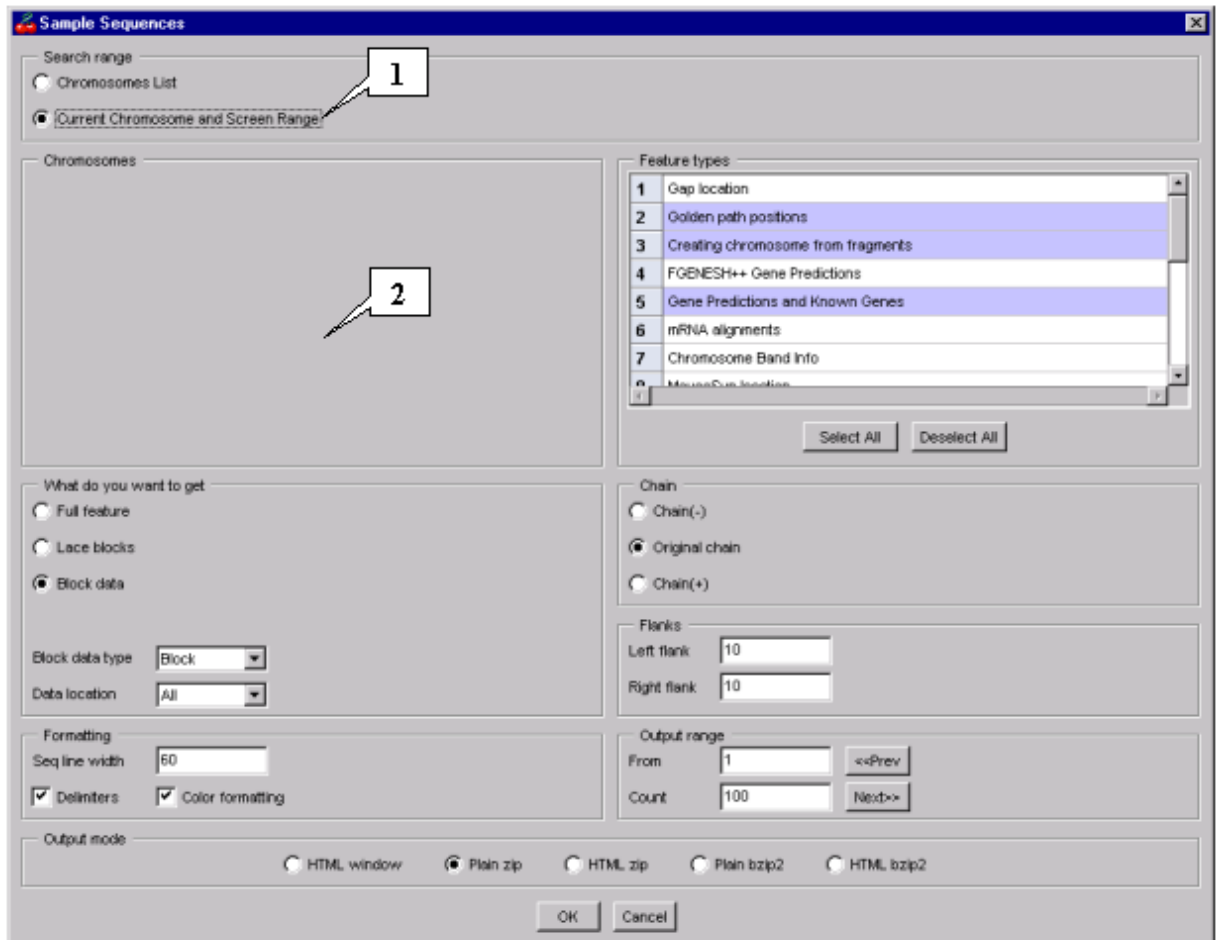 Sample Sequences
Search range
Chromosomes List
1
Current Chromosome and Screen Range
Chromosomes
2
Feature types
1 Gap location
2 Golden path positions
3 Creating chromosome from fragments
4 FGENESH++ Gene Predictions
5 Gene Predictions and Known Genes
6 mRNA alignments
7 Chromosome Band Info
Select All Deselect All
What do you want to get
Full feature
Lace blocks
Block data
Block data type Block
Data location All
Chain
Chain(-)
Original chain
Chain(+)
Flanks
Left flank 10
Right flank 10
Formatting
Seq line width 60
Delimiters Color formatting
Output range
From 1 <<Prev
Count 100 Next>>
Output mode
HTML window Plain zip HTML zip Plain bzip2 HTML bzip2
OK Cancel